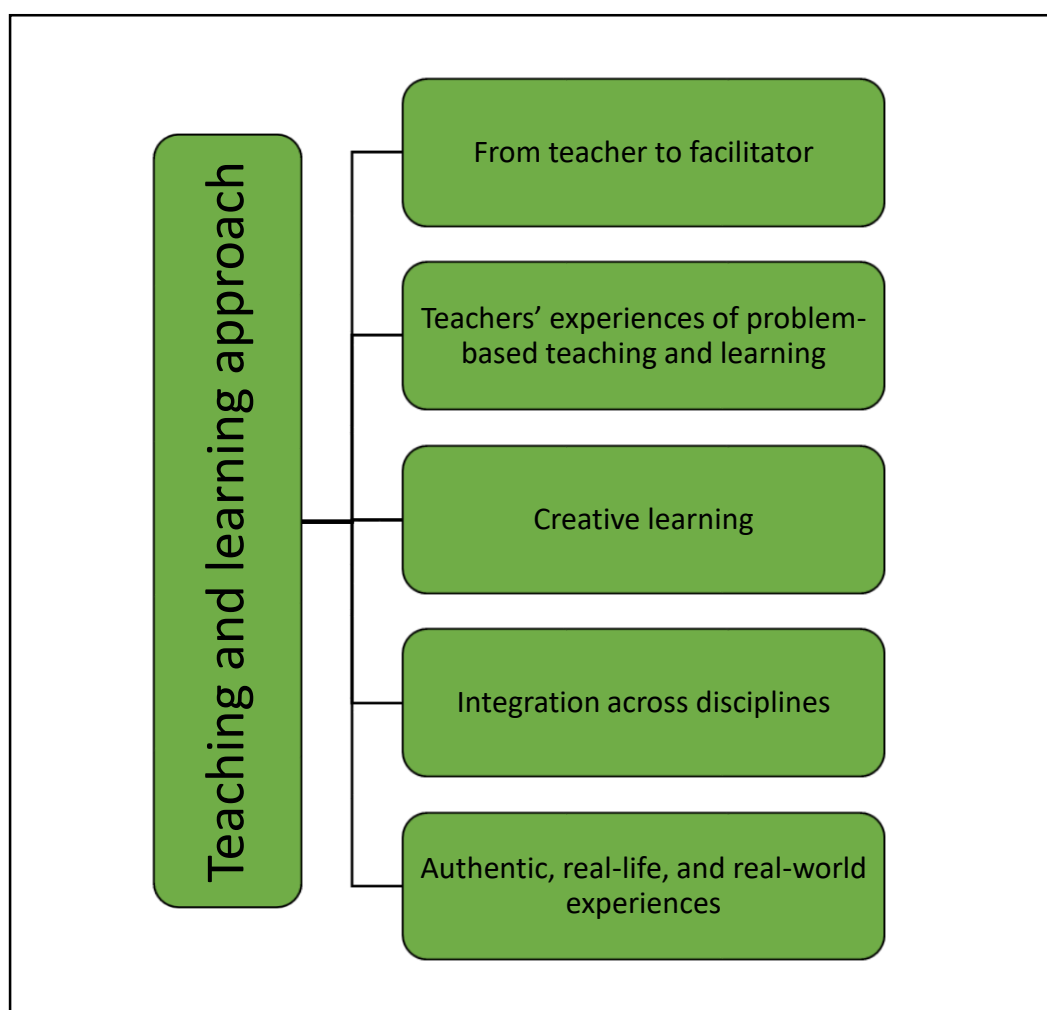 Teaching and learning approach
From teacher to facilitator
Teachers’ experiences of problem-
based teaching and learning
Creative learning
Integration across disciplines
Authentic, real-life, and real-world
experiences